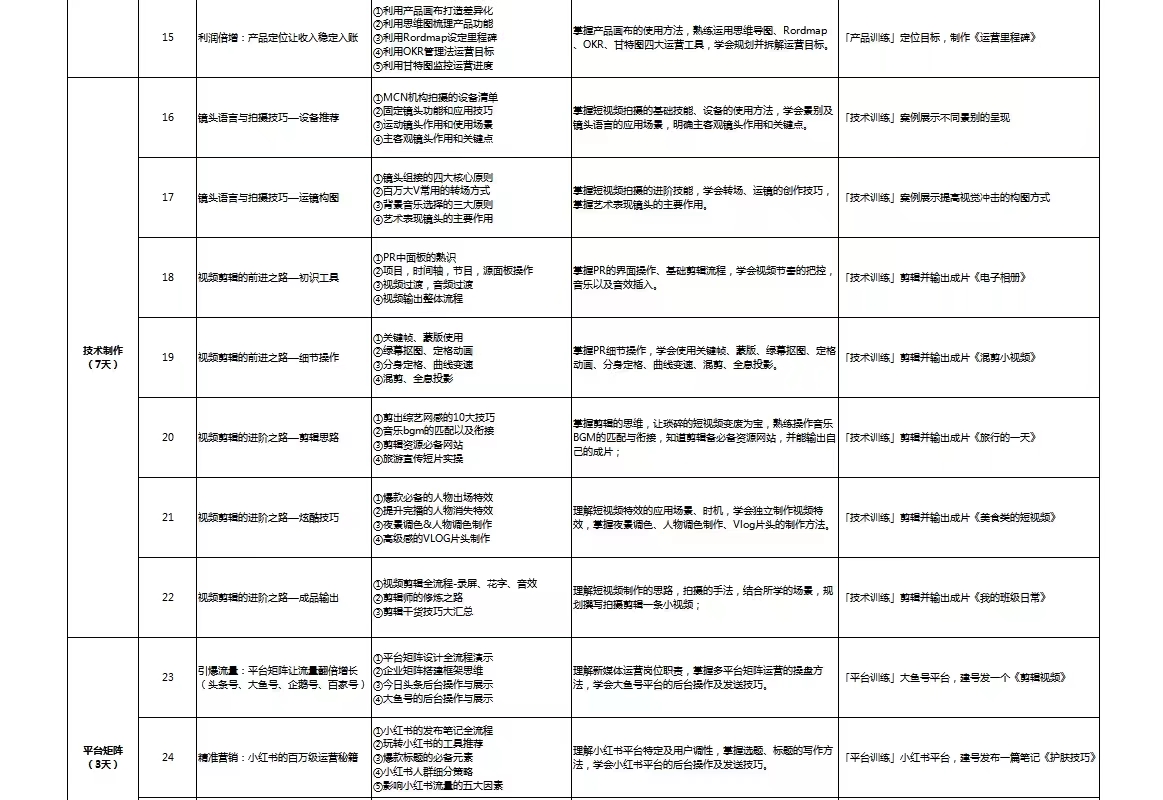 15
利润倍增：产品定位让收入稳定入账
①利用产品画布打造差异化
②利用思维图梳理产品功能
③利用Rordmap设定里程碑
④利用OKR管理法运营目标
⑤利用甘特图监控运营进度
掌握产品画布的使用方法，熟练运用思维导图、Rordmap
、OKR、甘特图四大运营工具，学会规划并拆解运营目标。
「产品训练」定位目标，制作《运营里程碑》
技术制作
（7天）
16
镜头语言与拍摄技巧—设备推荐
①MCN机构拍摄的设备清单
②固定镜头功能和应用技巧
③运动镜头作用和使用场景
④主客观镜头作用和关键点
掌握短视频拍摄的基础技能、设备的使用方法，学会景别及
镜头语言的应用场景，明确主客观镜头作用和关键点。
「技术训练」案例展示不同景别的呈现
17
镜头语言与拍摄技巧—运镜构图
①镜头组接的四大核心原则
②百万大V常用的转场方式
③背景音乐选择的三大原则
④艺术表现镜头的主要作用
掌握短视频拍摄的进阶技能，学会转场、运镜的创作技巧，
掌握艺术表现镜头的主要作用。
「技术训练」案例展示提高视觉冲击的构图方式
18
视频剪辑的前进之路—初识工具
①PR中面板的熟识
②项目，时间轴，节目，源面板操作
③视频过渡，音频过渡
④视频输出整体流程
掌握PR的界面操作、基础剪辑流程，学会视频节奏的把控，
音乐以及音效插入。
「技术训练」剪辑并输出成片《电子相册》
19
视频剪辑的前进之路—细节操作
①关键帧、蒙版使用
②绿幕抠图、定格动画
③分身定格、曲线变速
④混剪、全息投影
掌握PR细节操作，学会使用关键帧、蒙版、绿幕抠图、定格
动画、分身定格、曲线变速、混剪、全息投影。
「技术训练」剪辑并输出成片《混剪小视频》
20
视频剪辑的进阶之路—剪辑思路
①剪出综艺网感的10大技巧
②音乐bgm的匹配以及衔接
③剪辑资源必备网站
④旅游宣传短片实操
掌握剪辑的思维，让琐碎的短视频变废为宝，熟练操作音乐
BGM的匹配与衔接，知道剪辑备必备资源网站，并能输出自
己的成片；
「技术训练」剪辑并输出成片《旅行的一天》
21
视频剪辑的进阶之路—炫酷技巧
①爆款必备的人物出场特效
②提升完播的人物消失特效
③夜景调色&人物调色制作
④高级感的VLOG片头制作
理解短视频特效的应用场景、时机，学会独立制作视频特
效，掌握夜景调色、人物调色制作、Vlog片头的制作方法。
「技术训练」剪辑并输出成片《美食类的短视频》
22
视频剪辑的进阶之路—成品输出
①视频剪辑全流程-录屏、花字、音效
②剪辑师的修炼之路
③剪辑干货技巧大汇总
理解短视频制作的思路，拍摄的手法，结合所学的场景，规
划撰写拍摄剪辑一条小视频；
「技术训练」剪辑并输出成片《我的班级日常》
平台矩阵
（3天）
23
引爆流量：平台矩阵让流量翻倍增长
（头条号、大鱼号、企鹅号、百家号）
①平台矩阵设计全流程演示
②企业矩阵搭建框架思维
③今日头条后台操作与展示
④大鱼号的后台操作与展示
理解新媒体运营岗位职责，掌握多平台矩阵运营的操盘方
法，学会大鱼号平台的后台操作及发送技巧。
「平台训练」大鱼号平台，建号发一个《剪辑视频》
24
精准营销：小红书的百万级运营秘籍
①小红书的发布笔记全流程
②玩转小红书的工具推荐
③爆款标题的必备元素
④小红书人群细分策略
⑤影响小红书流量的五大因素
理解小红书平台特定及用户调性，掌握选题、标题的写作方
法，学会小红书平台的后台操作及发送技巧。
「平台训练」小红书平台，建号发布一篇笔记《护肤技巧》